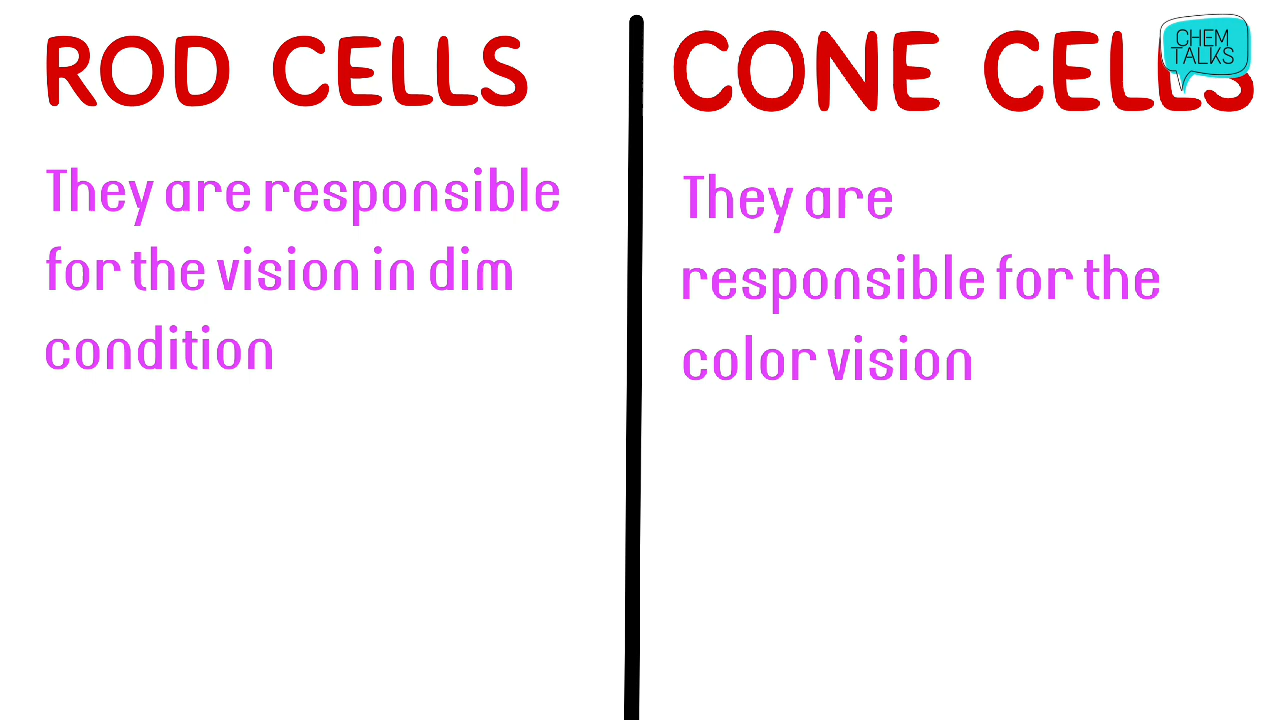 ROD CELLS
They are responsible
for the vision in dim
condition
CONE CELLS
CHEM
TALKS
They are
responsible for the
color vision